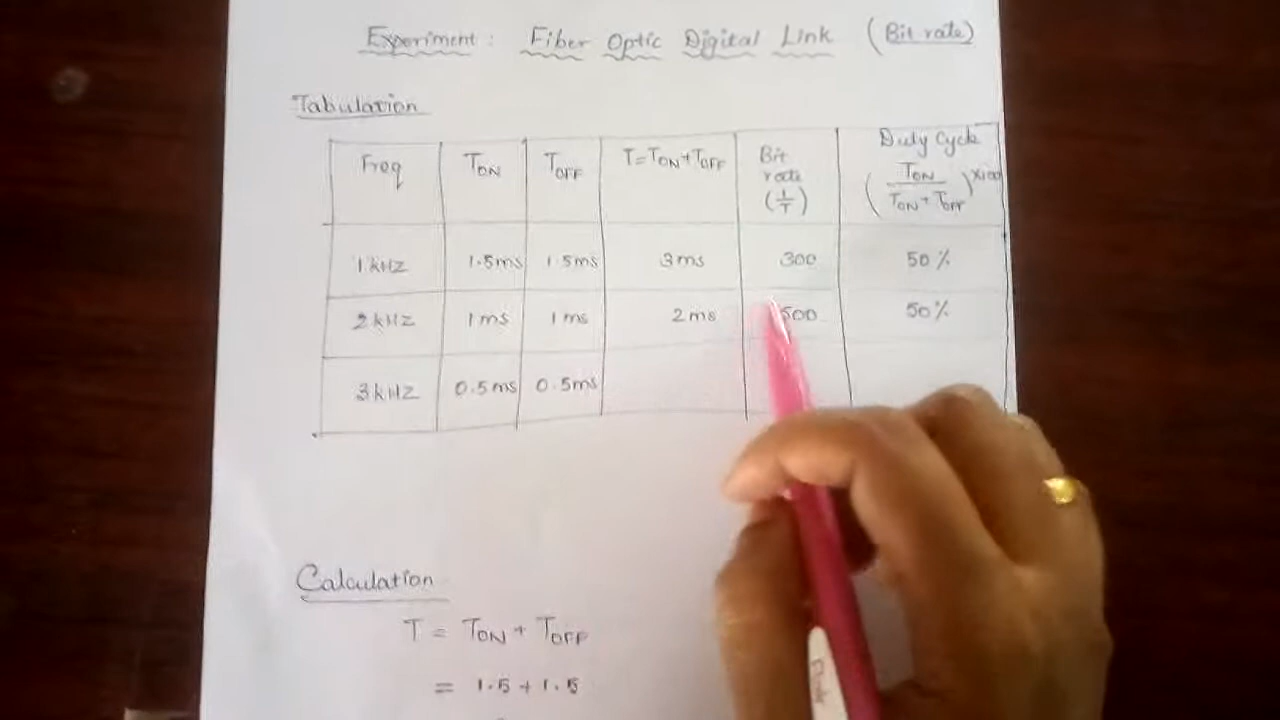 Experiment: Fiber Optic Digital Link (Bit rate)
Tabulation
Freq TON TOFF T=TON+TOFF Bit rate (1/T) Duty Cycle (TON/TON+TOFF)×100
1kHZ 1.5ms 1.5ms 3ms 300 50%
2kHZ 1ms 1ms 2ms 500 50%
3kHZ 0.5ms 0.5ms
Calculation
T = TON + TOFF
= 1.5 + 1.5